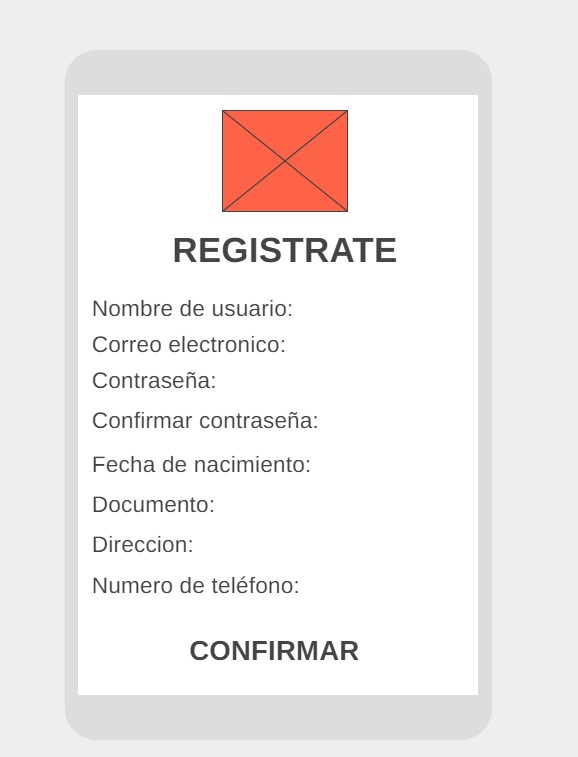 REGISTRATE
Nombre de usuario:
Correo electronico:
Contraseña:
Confirmar contraseña:
Fecha de nacimiento:
Documento:
Direccion:
Numero de teléfono:
CONFIRMAR